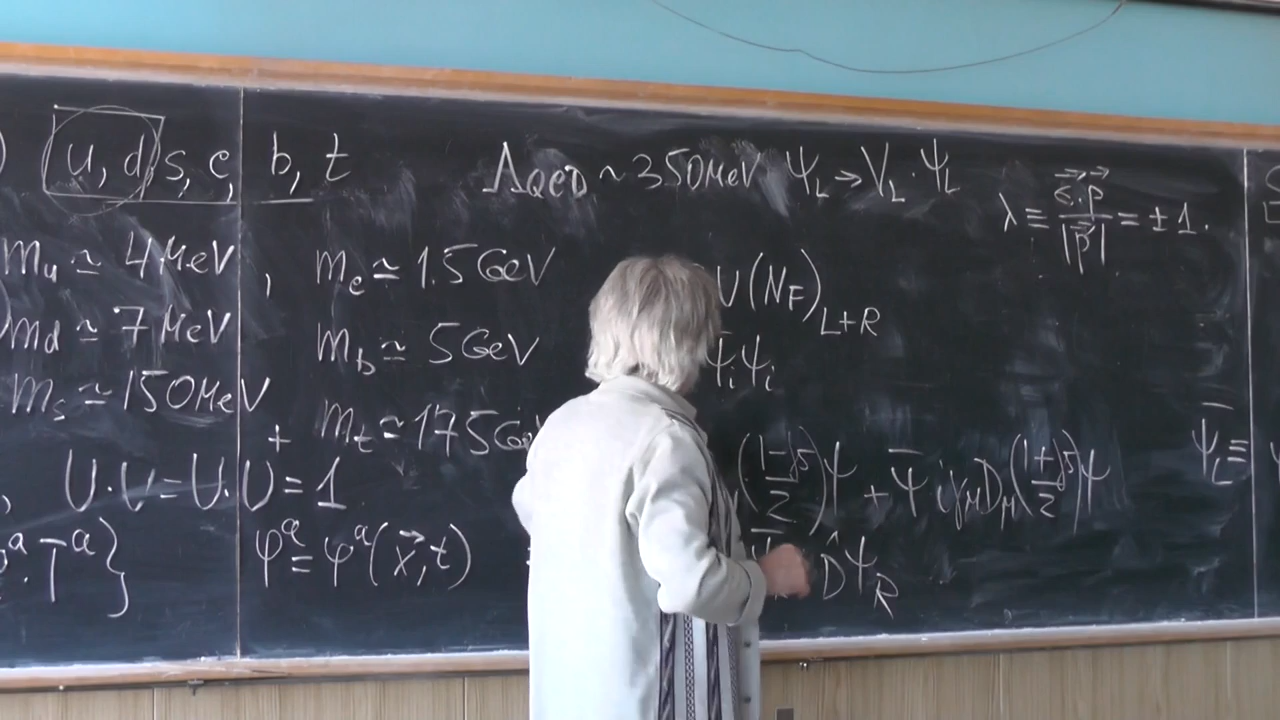 ) u, d, s, c, b, t
Λ_QCD ~ 350 MeV
Ψ_L → V_L · Ψ_L
λ ≡ σ⃗·p⃗ / |p⃗| = ± 1.
m_u ≃ 4 MeV, m_c ≃ 1.5 GeV
U(N_F)_{L+R}
) m_d ≃ 7 MeV
m_b ≃ 5 GeV
Ψ̄_i Ψ_i
m_s ≃ 150 MeV
+ m_t ≃ 175 Ge
, U·U = U·U = 1
((1-γ5)/2)Ψ + Ψ̄ iγ_μ D_μ ((1+γ5)/2)Ψ
Ψ̄_L ≡
a · T^a}
φ^a = φ^a(x⃗, t)
D̂ Ψ_R